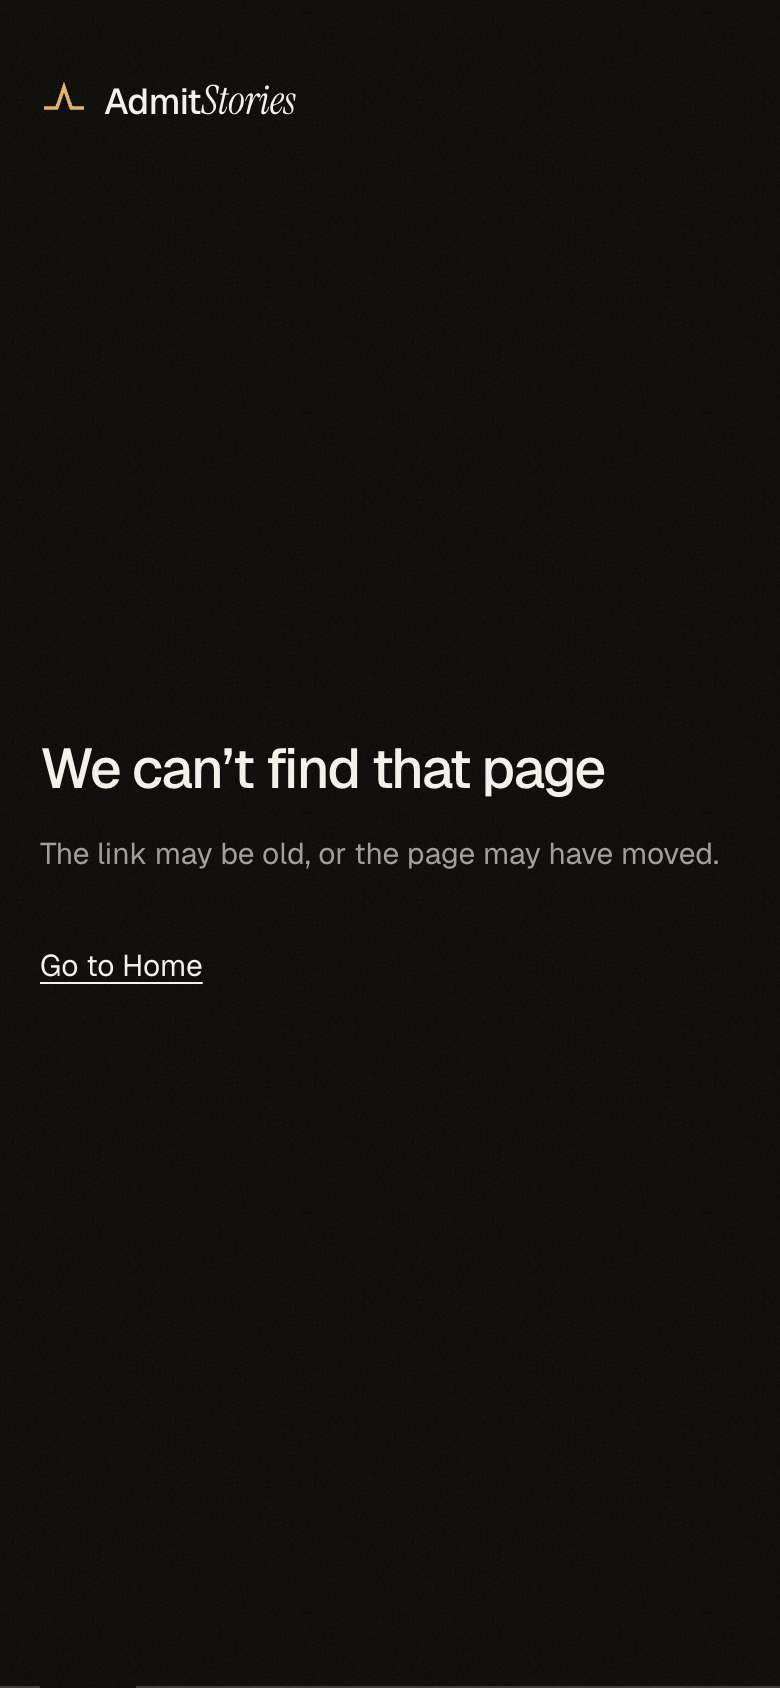 AdmitStories
We can’t find that page
The link may be old, or the page may have moved.
Go to Home